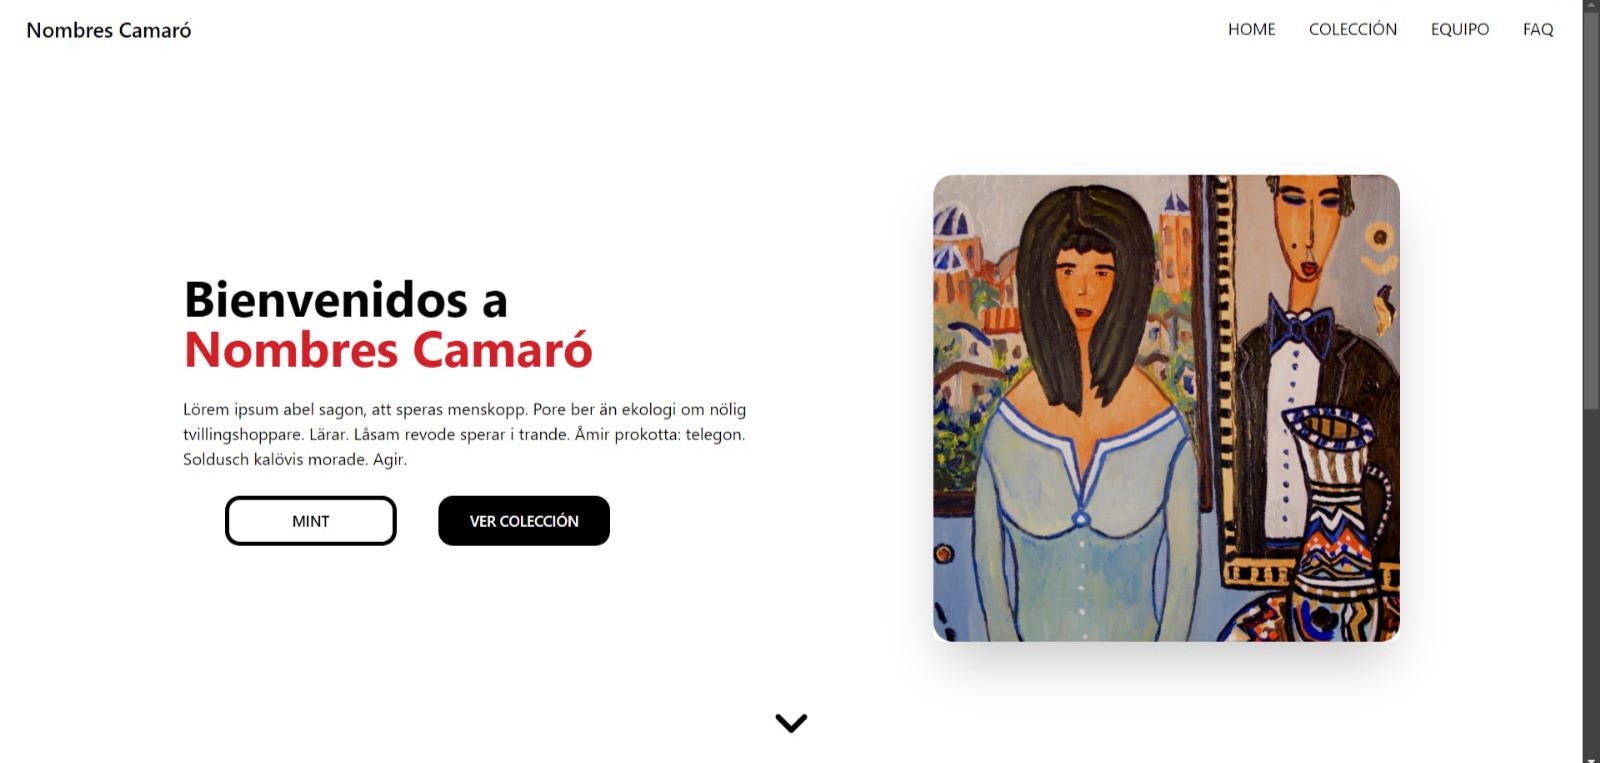 Nombres Camaró
HOME COLECCIÓN EQUIPO FAQ
Bienvenidos a
Nombres Camaró
Lörem ipsum abel sagon, att speras menskopp. Pore ber än ekologi om nölig
tvillingshoppare. Lärar. Låsam revode sperar i trande. Åmir prokotta: telegon.
Soldusch kalövis morade. Agir.
MINT
VER COLECCIÓN